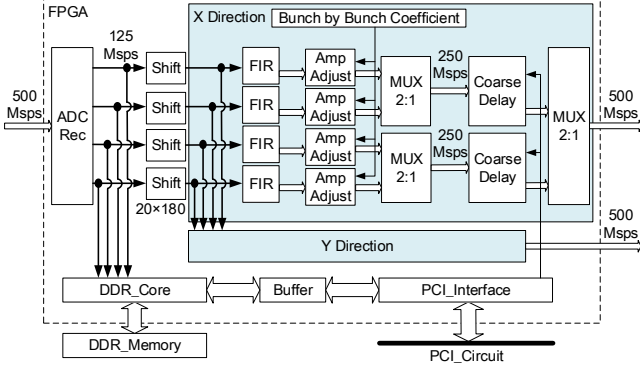 FPGA
X Direction
Bunch by Bunch Coefficient
125
Msps
500
Msps
ADC
Rec
Shift
FIR
Amp
Adjust
Shift
FIR
Amp
Adjust
MUX
2:1
250
Msps
Coarse
Delay
Shift
FIR
Amp
Adjust
Shift
FIR
Amp
Adjust
MUX
2:1
250
Msps
Coarse
Delay
MUX
2:1
500
Msps
20×180
Y Direction
500
Msps
DDR_Core
Buffer
PCI_Interface
DDR_Memory
PCI_Circuit